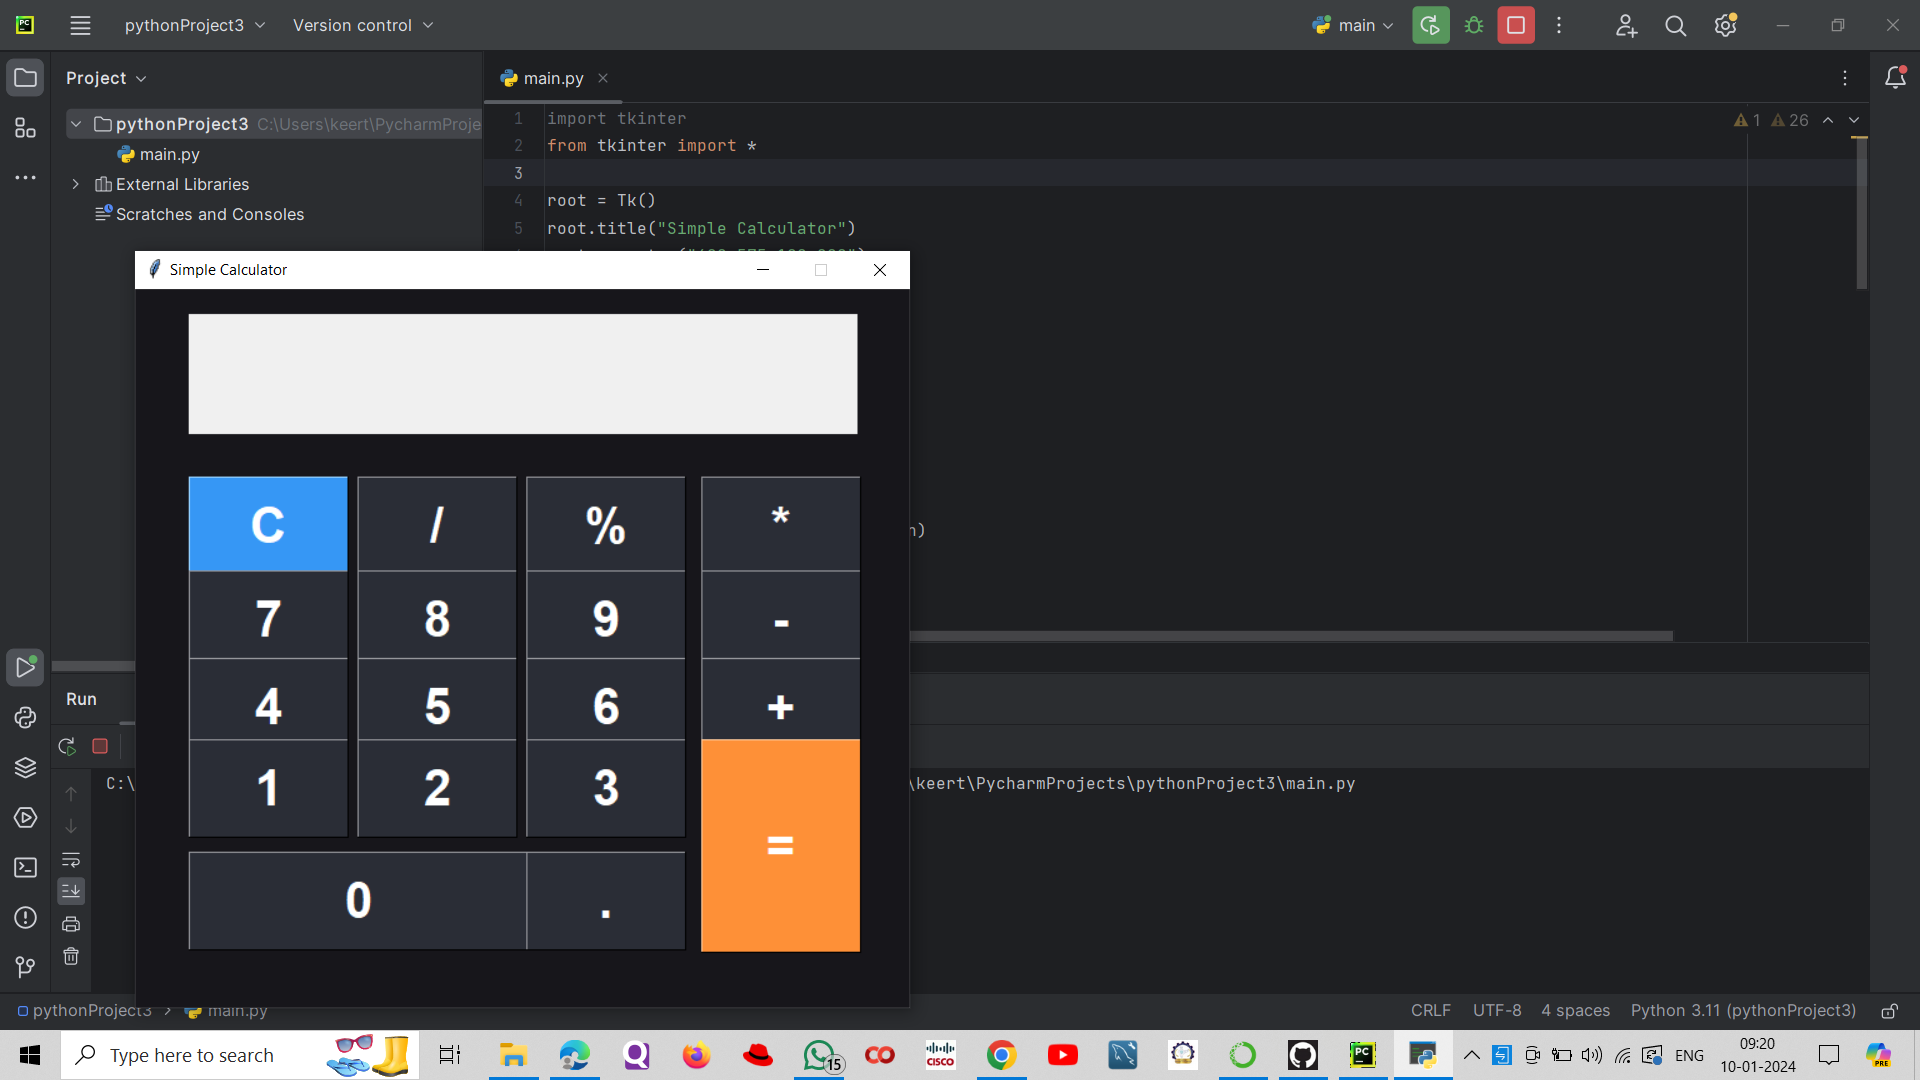 PC
pythonProject3
Version control
main
Project
main.py
pythonProject3 C:\Users\keert\PycharmProje
main.py
External Libraries
Scratches and Consoles
1 import tkinter
2 from tkinter import *
3
4 root = Tk()
5 root.title("Simple Calculator")
1 26
Simple Calculator
C / % *
7 8 9 -
4 5 6 +
1 2 3 =
0 .
n)
Run
C:\
\keert\PycharmProjects\pythonProject3\main.py
pythonProject3 > main.py
CRLF UTF-8 4 spaces Python 3.11 (pythonProject3)
Type here to search
15
CISCO
PC
ENG
09:20
10-01-2024
PRE